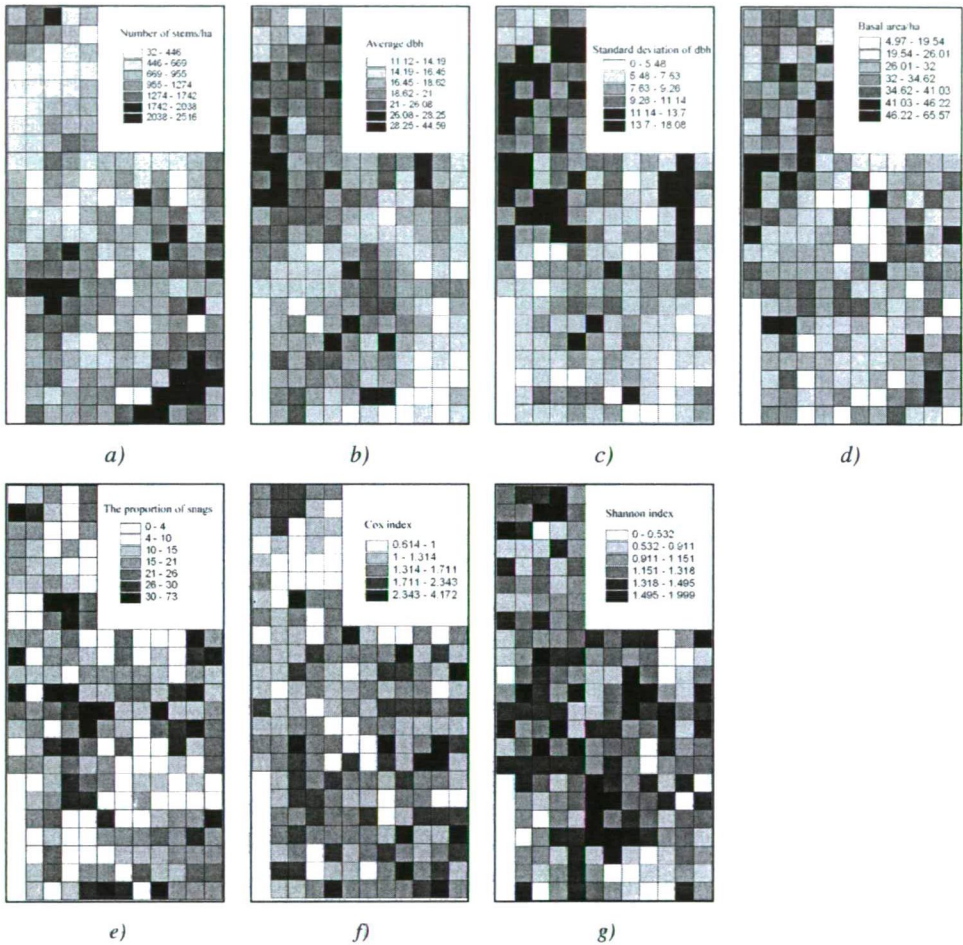 Number of stems/ha
32 - 446
446 - 669
669 - 955
955 - 1274
1274 - 1742
1742 - 2038
2038 - 2516
a)
Average dbh
11.12 - 14.19
14.19 - 16.45
16.45 - 18.62
18.62 - 21
21 - 26.08
26.08 - 28.25
28.25 - 44.59
b)
Standard deviation of dbh
0 - 5.48
5.48 - 7.63
7.63 - 9.26
9.26 - 11.14
11.14 - 13.7
13.7 - 18.08
c)
Basal area/ha
4.97 - 19.54
19.54 - 26.01
26.01 - 32
32 - 34.62
34.62 - 41.03
41.03 - 46.22
46.22 - 65.57
d)
The proportion of snags
0 - 4
4 - 10
10 - 15
15 - 21
21 - 26
26 - 30
30 - 73
e)
Cox index
0.614 - 1
1 - 1.314
1.314 - 1.711
1.711 - 2.343
2.343 - 4.172
f)
Shannon index
0 - 0.532
0.532 - 0.911
0.911 - 1.151
1.151 - 1.318
1.318 - 1.495
1.495 - 1.999
g)